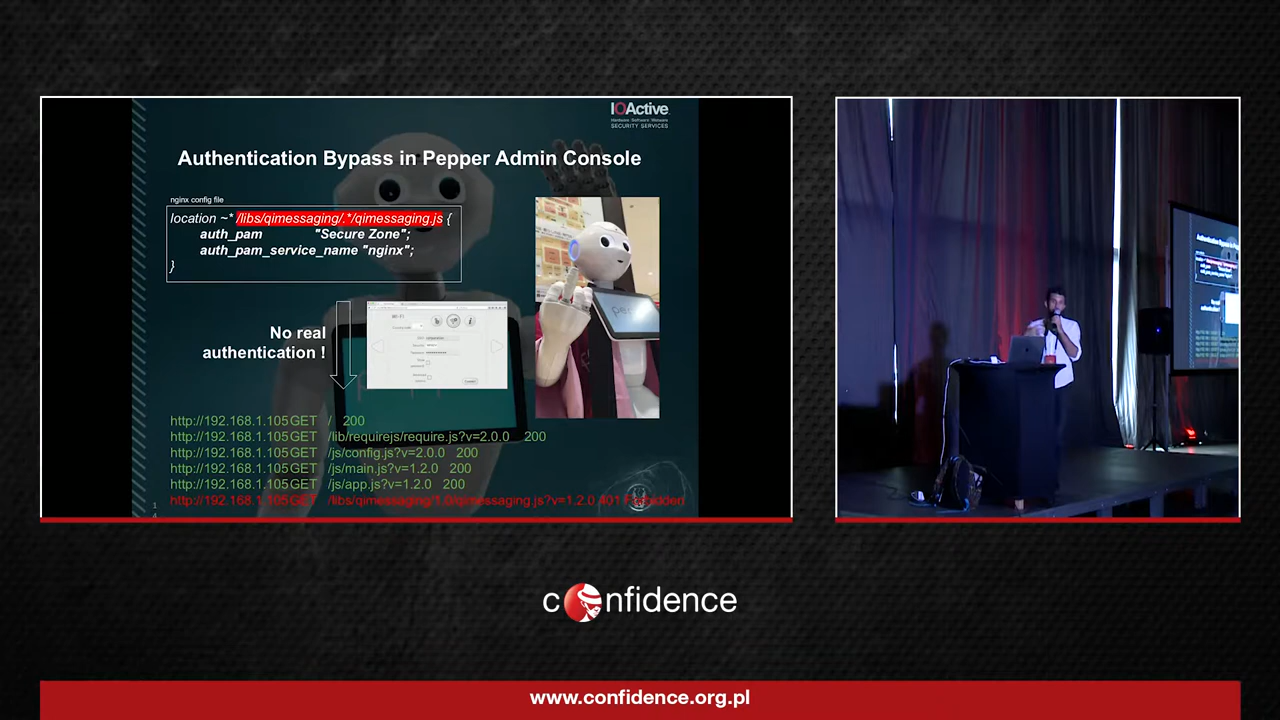 IOActive
Hardware Software Wetware
SECURITY SERVICES
Authentication Bypass in Pepper Admin Console
nginx config file
location ~* /libs/qimessaging/.*/qimessaging.js {
auth_pam "Secure Zone";
auth_pam_service_name "nginx";
}
No real
authentication !
Wi-Fi
http://192.168.1.105GET / 200
http://192.168.1.105GET /lib/requirejs/require.js?v=2.0.0 200
http://192.168.1.105GET /js/config.js?v=2.0.0 200
http://192.168.1.105GET /js/main.js?v=1.2.0 200
http://192.168.1.105GET /js/app.js?v=1.2.0 200
http://192.168.1.105GET /libs/qimessaging/1.0/qimessaging.js?v=1.2.0 401 Forbidden
confidence
www.confidence.org.pl